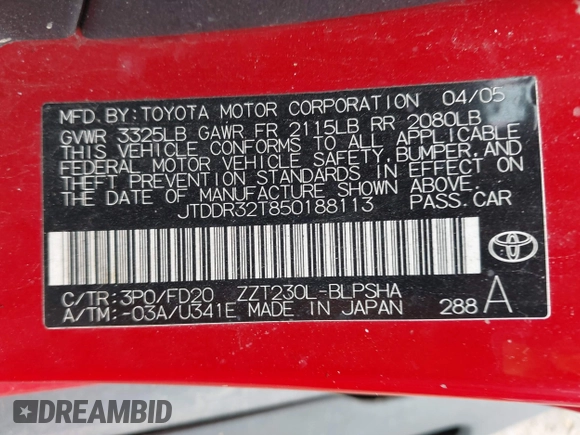 MFD. BY: TOYOTA MOTOR CORPORATION 04/05
GVWR 3325LB GAWR FR 2115LB RR 2080LB
THIS VEHICLE CONFORMS TO ALL APPLICABLE
FEDERAL MOTOR VEHICLE SAFETY, BUMPER, AND
THEFT PREVENTION STANDARDS IN EFFECT ON
THE DATE OF MANUFACTURE SHOWN ABOVE.
JTDDR32T850188113 PASS. CAR
C/TR: 3P0/FD20 ZZT230L-BLPSHA
A/TM: -03A/U341E MADE IN JAPAN 288 A
DREAMBID